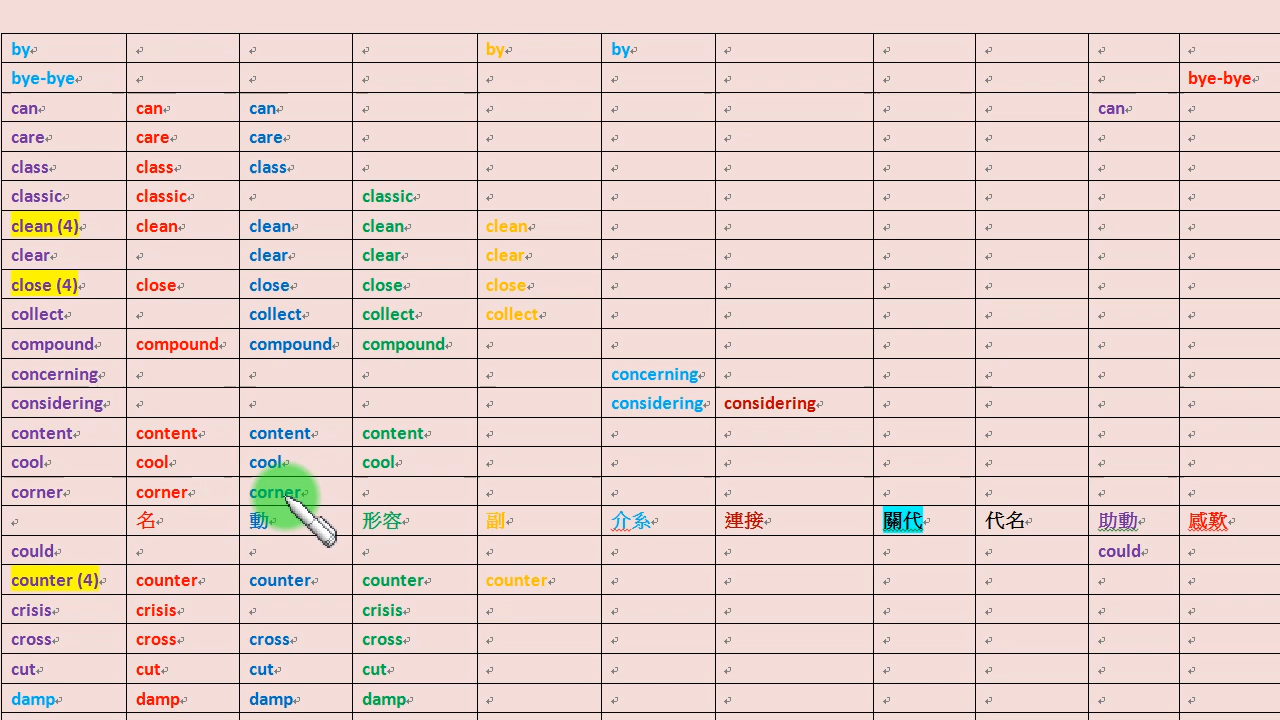 by by by
bye-bye bye-bye
can can can can
care care care
class class class
classic classic classic
clean (4) clean clean clean clean
clear clear clear clear
close (4) close close close close
collect collect collect collect
compound compound compound compound
concerning concerning
considering considering considering
content content content content
cool cool cool cool
corner corner corner
名 動 形容 副 介系 連接 關代 代名 助動 感歎
could could
counter (4) counter counter counter counter
crisis crisis crisis
cross cross cross cross
cut cut cut cut
damp damp damp damp